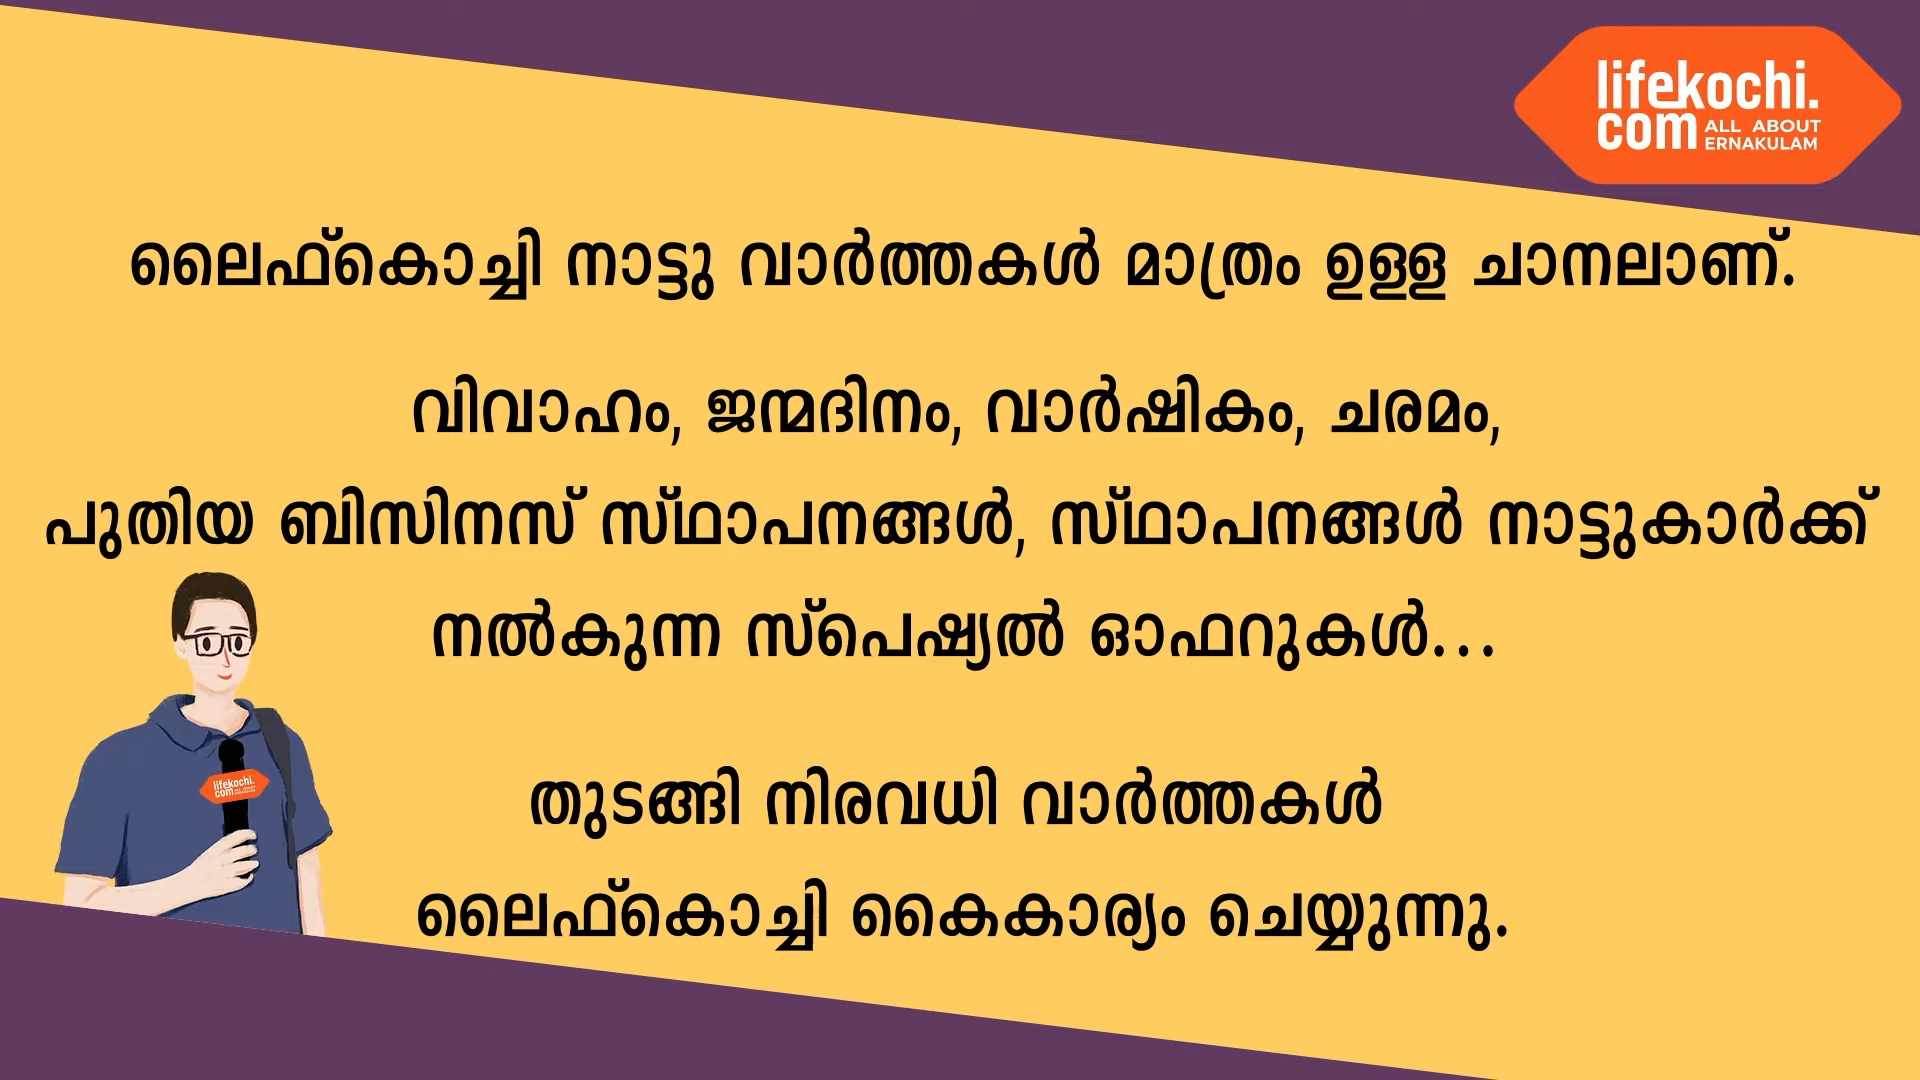 lifekochi.
com ALL ABOUT
ERNAKULAM
ലൈഫ്കൊച്ചി നാട്ടു വാർത്തകൾ മാത്രം ഉള്ള ചാനലാണ്.
വിവാഹം, ജന്മദിനം, വാർഷികം, ചരമം,
പുതിയ ബിസിനസ് സ്ഥാപനങ്ങൾ, സ്ഥാപനങ്ങൾ നാട്ടുകാർക്ക്
നൽകുന്ന സ്പെഷ്യൽ ഓഫറുകൾ...
lifekochi.
com
തുടങ്ങി നിരവധി വാർത്തകൾ
ലൈഫ്കൊച്ചി കൈകാര്യം ചെയ്യുന്നു.